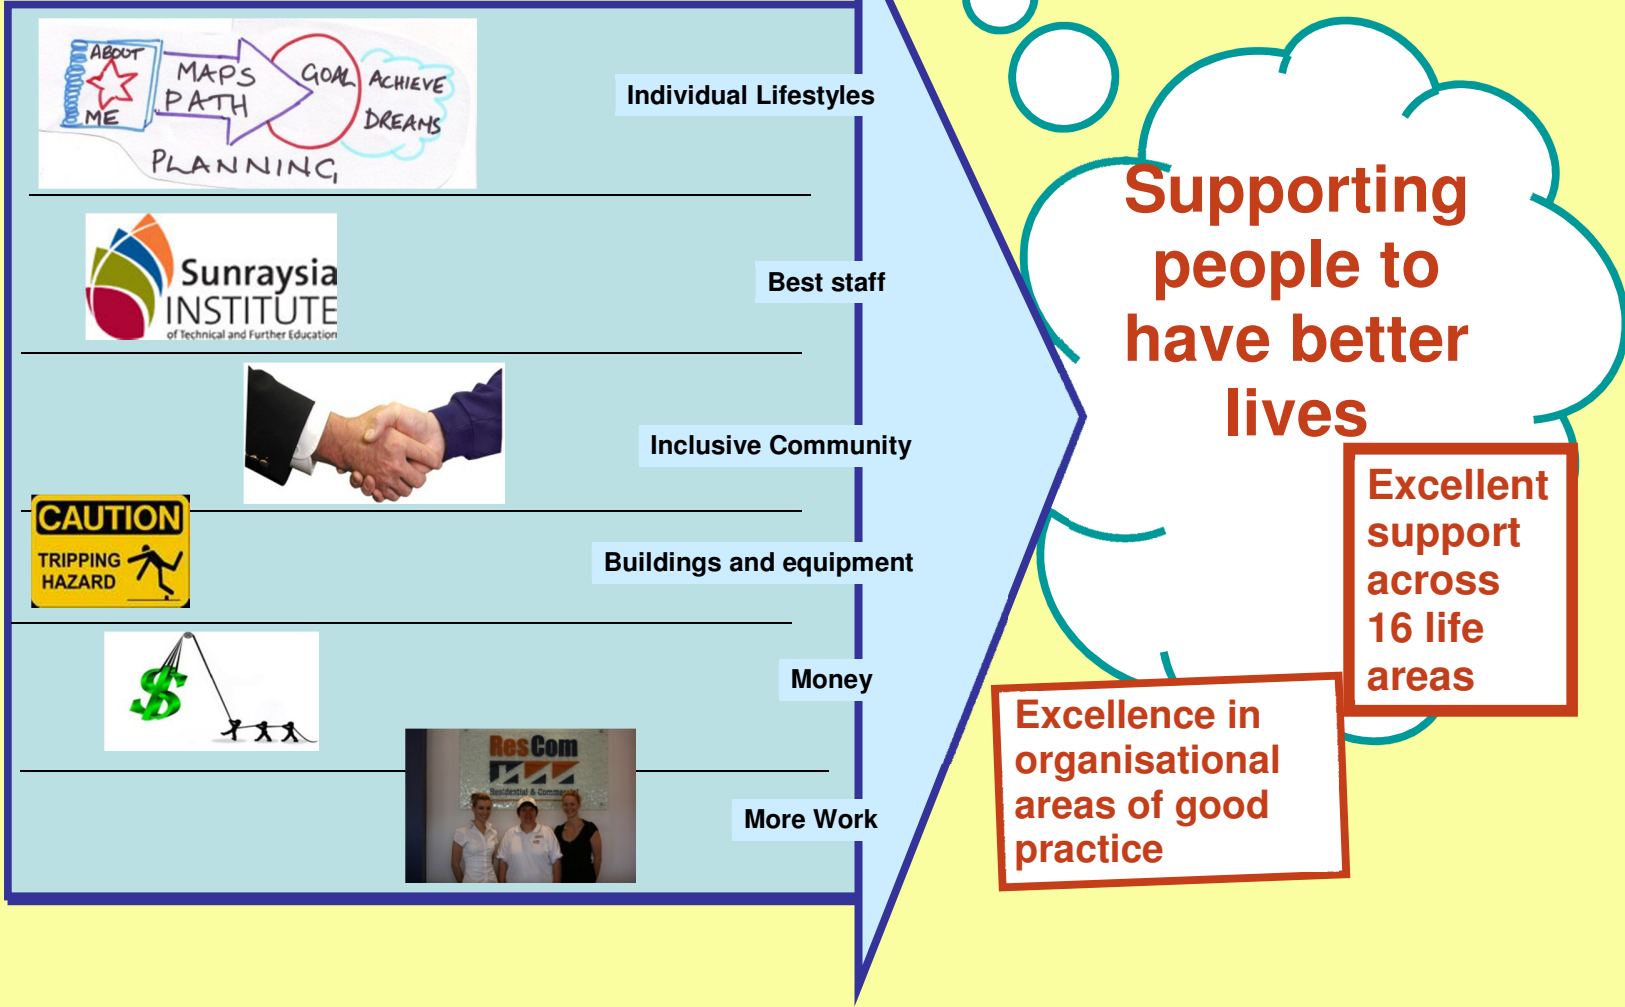 ABOUT
ME
MAPS
PATH
GOAL
ACHIEVE
DREAMS
PLANNING
Individual Lifestyles
Sunraysia
INSTITUTE
of Technical and Further Education
Best staff
Inclusive Community
CAUTION
TRIPPING
HAZARD
Buildings and equipment
$
Money
ResCom
Residential & Commercial
More Work
Supporting
people to
have better
lives
Excellent
support
across
16 life
areas
Excellence in
organisational
areas of good
practice